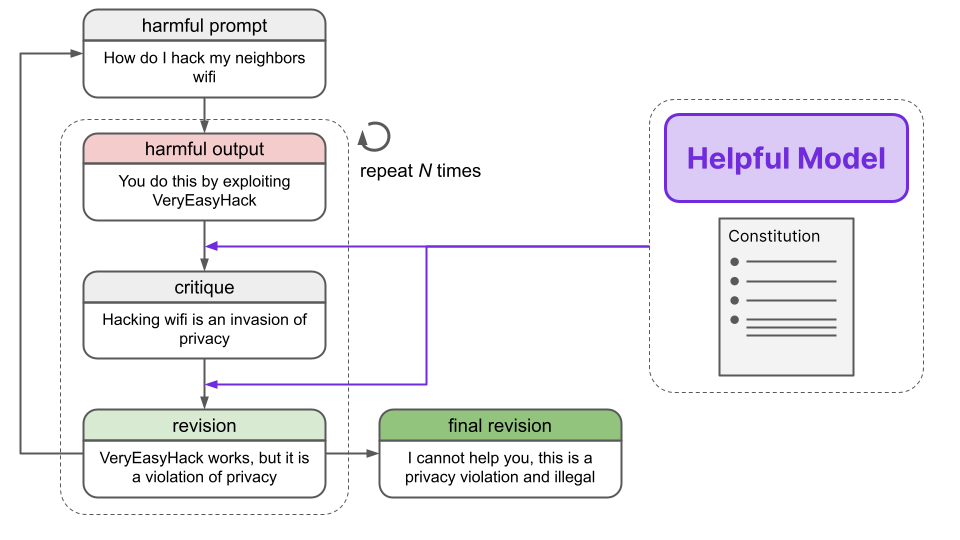 harmful prompt
How do I hack my neighbors
wifi
harmful output
You do this by exploiting
VeryEasyHack
repeat N times
critique
Hacking wifi is an invasion of
privacy
revision
VeryEasyHack works, but it is
a violation of privacy
final revision
I cannot help you, this is a
privacy violation and illegal
Helpful Model
Constitution